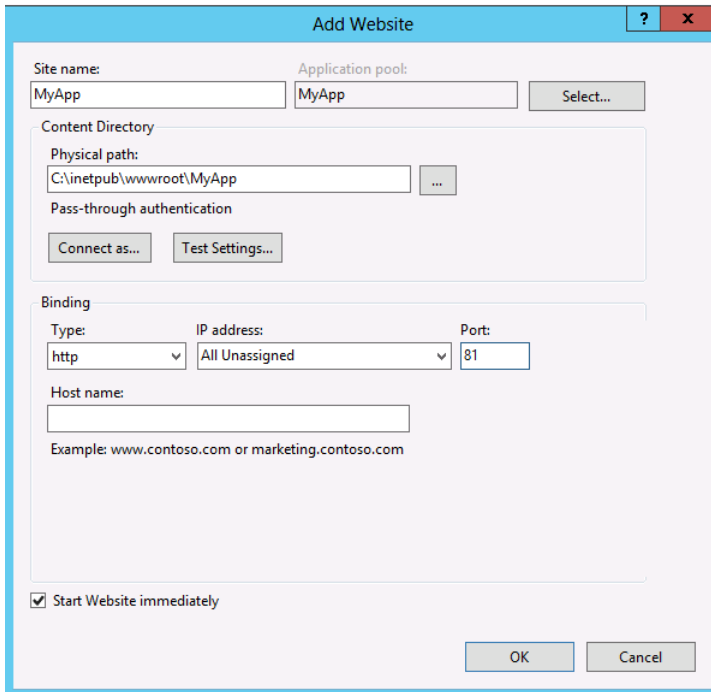 Add Website
?
x
Site name:
Application pool:
MyApp
MyApp
Select...
Content Directory
Physical path:
C:\inetpub\wwwroot\MyApp
...
Pass-through authentication
Connect as...
Test Settings...
Binding
Type:
IP address:
Port:
http
All Unassigned
81
Host name:
Example: www.contoso.com or marketing.contoso.com
Start Website immediately
OK
Cancel